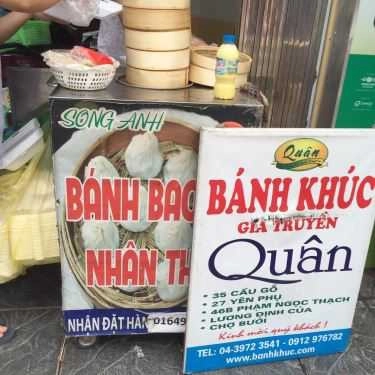 SONG ANH
BÁNH BAO
NHÂN TH
NHẬN ĐẶT HÀN 01649
Quân
BÁNH KHÚC
GIA TRUYỀN
Quân
• 35 CẦU GỖ
• 27 YÊN PHỤ
• 46B PHẠM NGỌC THẠCH
• LƯƠNG ĐỊNH CỦA
• CHỢ BƯỞI
Kính mời quý khách !
TEL: 04-3972 3541 - 0912 976782
www.banhkhuc.com